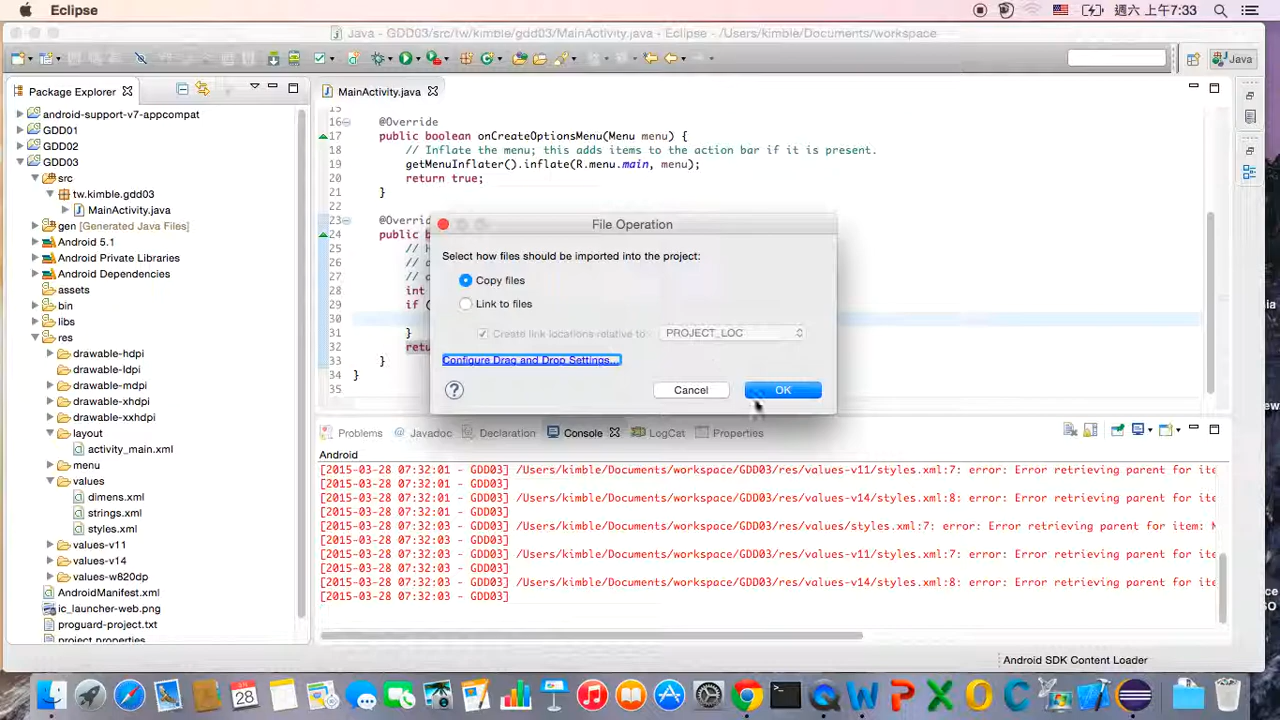 Eclipse
週六 上午7:33
Java - GDD03/src/tw/kimble/gdd03/MainActivity.java - Eclipse - /Users/kimble/Documents/workspace
Java
Package Explorer
android-support-v7-appcompat
GDD01
GDD02
GDD03
src
tw.kimble.gdd03
MainActivity.java
gen [Generated Java Files]
Android 5.1
Android Private Libraries
Android Dependencies
assets
bin
libs
res
drawable-hdpi
drawable-ldpi
drawable-mdpi
drawable-xhdpi
drawable-xxhdpi
layout
activity_main.xml
menu
values
dimens.xml
strings.xml
styles.xml
values-v11
values-v14
values-w820dp
AndroidManifest.xml
ic_launcher-web.png
proguard-project.txt
project.properties
MainActivity.java
15
16 @Override
17 public boolean onCreateOptionsMenu(Menu menu) {
18 // Inflate the menu; this adds items to the action bar if it is present.
19 getMenuInflater().inflate(R.menu.main, menu);
20 return true;
21 }
22
23 @Overri
24 public b
25 //
26 //
27 //
28 int
29 if (
30
31 }
32 retu
33 }
34 }
35
File Operation
Select how files should be imported into the project:
Copy files
Link to files
Create link locations relative to:
PROJECT_LOC
Configure Drag and Drop Settings...
?
Cancel
OK
Problems
Javadoc
Declaration
Console
LogCat
Properties
Android
[2015-03-28 07:32:01 - GDD03] /Users/kimble/Documents/workspace/GDD03/res/values-v11/styles.xml:7: error: Error retrieving parent for ite
[2015-03-28 07:32:01 - GDD03]
[2015-03-28 07:32:01 - GDD03] /Users/kimble/Documents/workspace/GDD03/res/values-v14/styles.xml:8: error: Error retrieving parent for ite
[2015-03-28 07:32:01 - GDD03]
[2015-03-28 07:32:03 - GDD03] /Users/kimble/Documents/workspace/GDD03/res/values/styles.xml:7: error: Error retrieving parent for item:
[2015-03-28 07:32:03 - GDD03]
[2015-03-28 07:32:03 - GDD03] /Users/kimble/Documents/workspace/GDD03/res/values-v11/styles.xml:7: error: Error retrieving parent for ite
[2015-03-28 07:32:03 - GDD03]
[2015-03-28 07:32:03 - GDD03] /Users/kimble/Documents/workspace/GDD03/res/values-v14/styles.xml:8: error: Error retrieving parent for ite
[2015-03-28 07:32:03 - GDD03]
Android SDK Content Loader